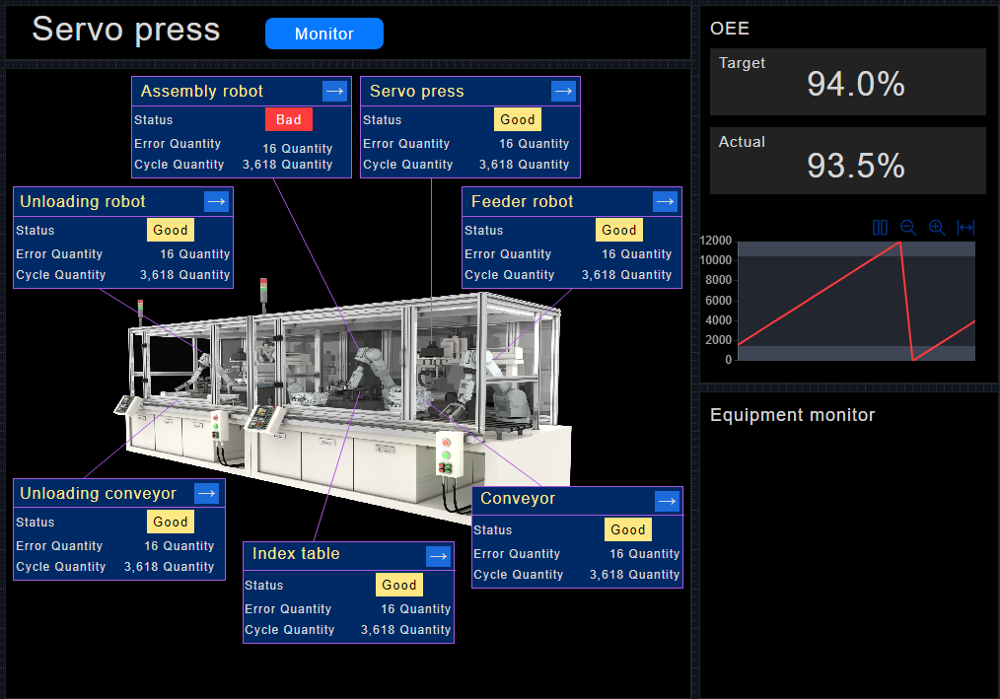 Servo press
Monitor
OEE
Target
94.0%
Actual
93.5%
12000
10000
8000
6000
4000
2000
0
Equipment monitor
Assembly robot →
Status Bad
Error Quantity 16 Quantity
Cycle Quantity 3,618 Quantity
Servo press →
Status Good
Error Quantity 16 Quantity
Cycle Quantity 3,618 Quantity
Unloading robot →
Status Good
Error Quantity 16 Quantity
Cycle Quantity 3,618 Quantity
Feeder robot →
Status Good
Error Quantity 16 Quantity
Cycle Quantity 3,618 Quantity
Unloading conveyor →
Status Good
Error Quantity 16 Quantity
Cycle Quantity 3,618 Quantity
Index table →
Status Good
Error Quantity 16 Quantity
Cycle Quantity 3,618 Quantity
Conveyor →
Status Good
Error Quantity 16 Quantity
Cycle Quantity 3,618 Quantity